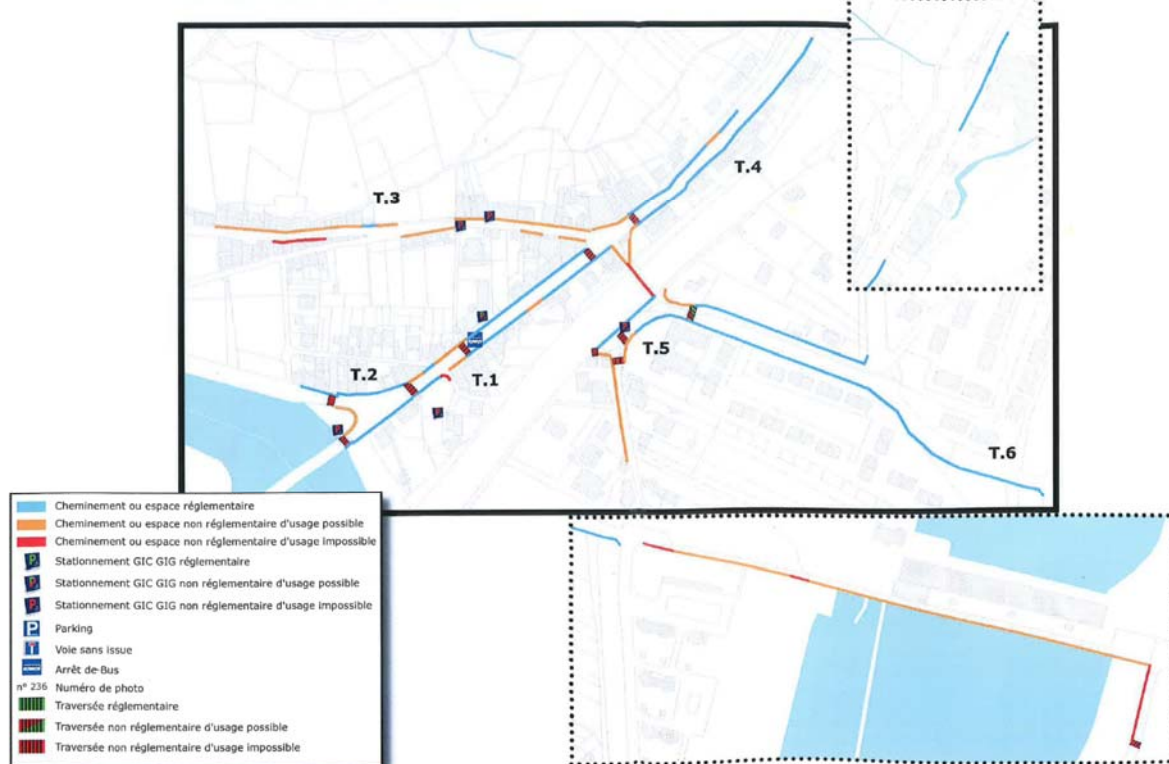 T.3
T.4
T.5
T.2
T.1
T.6
Cheminement ou espace réglementaire
Cheminement ou espace non réglementaire d'usage possible
Cheminement ou espace non réglementaire d'usage impossible
P Stationnement GIC GIG réglementaire
P Stationnement GIC GIG non réglementaire d'usage possible
P Stationnement GIC GIG non réglementaire d'usage impossible
P Parking
Voie sans issue
Arrêt de Bus
n° 236 Numéro de photo
Traversée réglementaire
Traversée non réglementaire d'usage possible
Traversée non réglementaire d'usage impossible